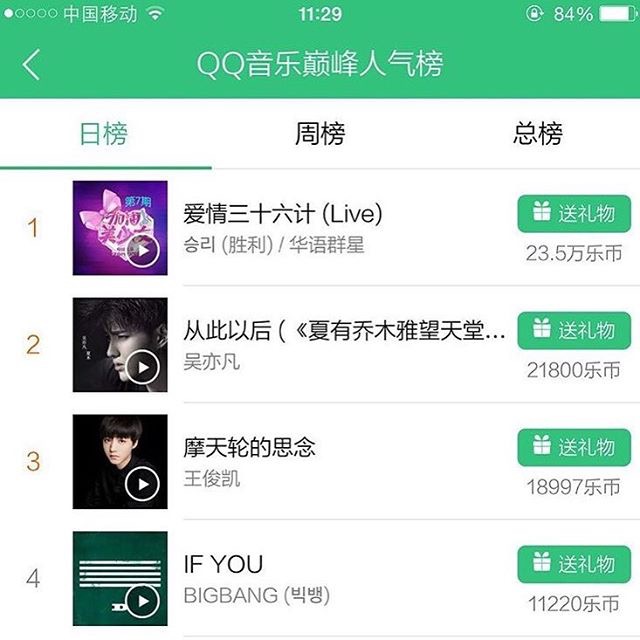 中国移动 11:29 84%
QQ音乐巅峰人气榜
日榜 周榜 总榜
1
第7期
加油
美少女
爱情三十六计 (Live)
승리 (胜利) / 华语群星
送礼物
23.5万乐币
2
从此以后 (《夏有乔木雅望天堂...
吴亦凡
送礼物
21800乐币
3
摩天轮的思念
王俊凯
送礼物
18997乐币
4
IF YOU
BIGBANG (빅뱅)
送礼物
11220乐币